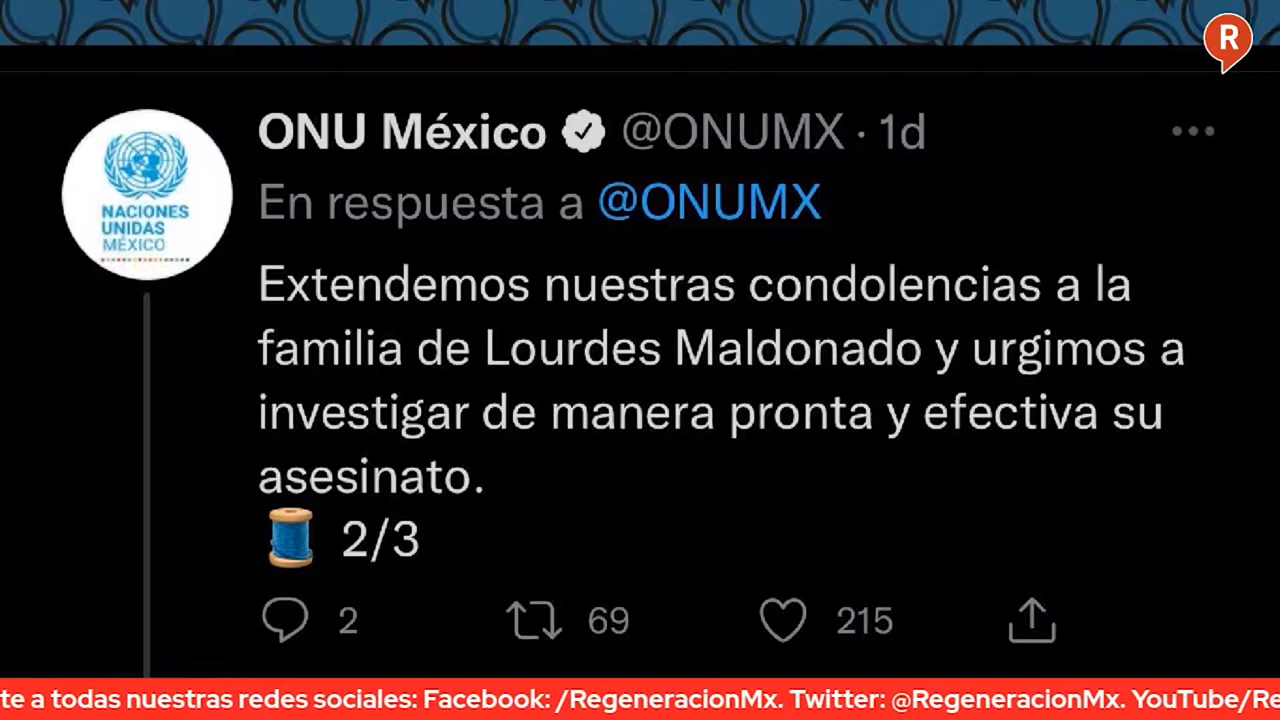 R
ONU México @ONUMX · 1d
En respuesta a @ONUMX
NACIONES
UNIDAS
MÉXICO
Extendemos nuestras condolencias a la
familia de Lourdes Maldonado y urgimos a
investigar de manera pronta y efectiva su
asesinato.
🧵 2/3
2 69 215
te a todas nuestras redes sociales: Facebook: /RegeneracionMx. Twitter: @RegeneracionMx. YouTube/Re